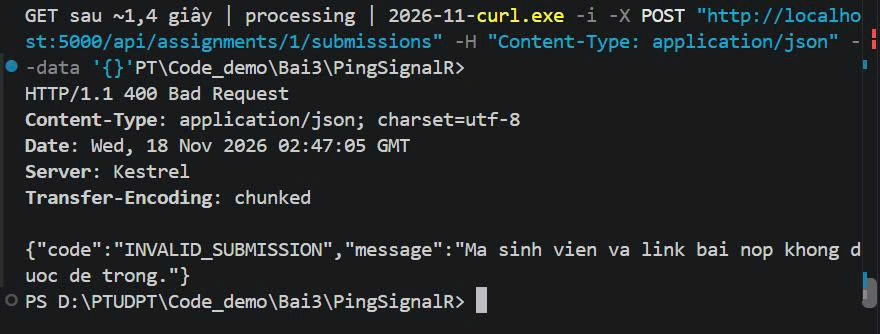 GET sau ~1,4 giây | processing | 2026-11-curl.exe -i -X POST "http://localho
st:5000/api/assignments/1/submissions" -H "Content-Type: application/json" -
-data '{}'PT\Code_demo\Bai3\PingSignalR>
HTTP/1.1 400 Bad Request
Content-Type: application/json; charset=utf-8
Date: Wed, 18 Nov 2026 02:47:05 GMT
Server: Kestrel
Transfer-Encoding: chunked

{"code":"INVALID_SUBMISSION","message":"Ma sinh vien va link bai nop khong d
uoc de trong."}
PS D:\PTUDPT\Code_demo\Bai3\PingSignalR>